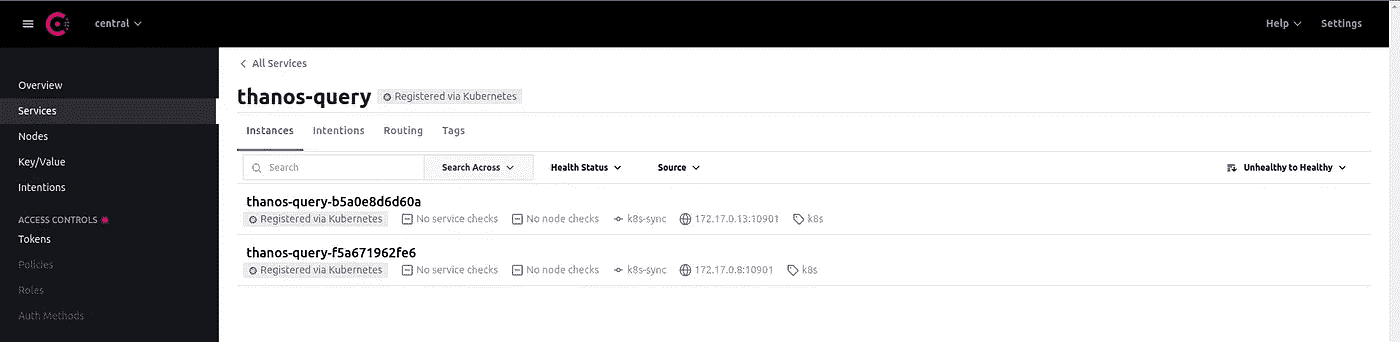 central
Help
Settings
Overview
Services
Nodes
Key/Value
Intentions
ACCESS CONTROLS
Tokens
Policies
Roles
Auth Methods
All Services
thanos-query Registered via Kubernetes
Instances Intentions Routing Tags
Search Search Across Health Status Source Unhealthy to Healthy
thanos-query-b5a0e8d6d60a
Registered via Kubernetes No service checks No node checks k8s-sync 172.17.0.13:10901 k8s
thanos-query-f5a671962fe6
Registered via Kubernetes No service checks No node checks k8s-sync 172.17.0.8:10901 k8s